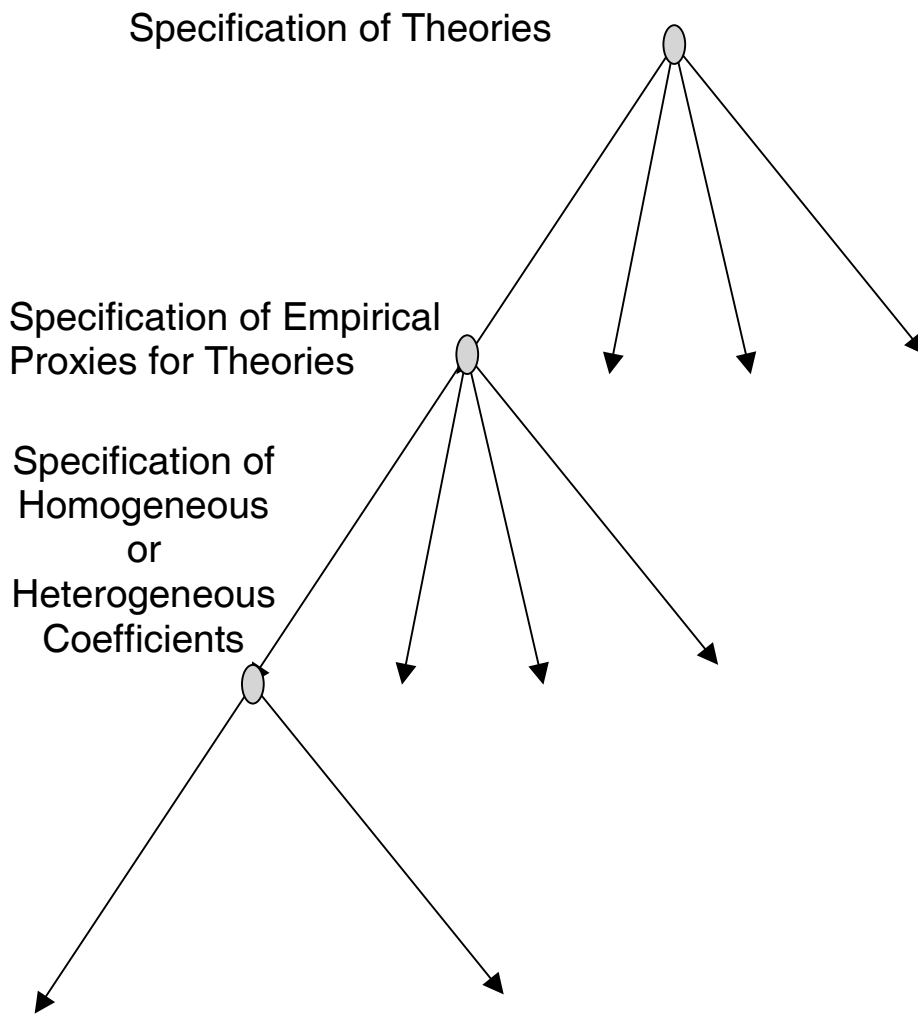 Specification of Theories
Specification of Empirical
Proxies for Theories
Specification of
Homogeneous
or
Heterogeneous
Coefficients